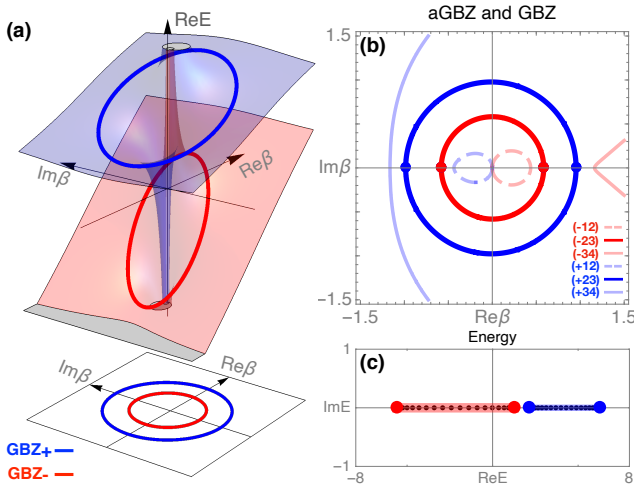 (a)
ReE
Imβ
Reβ
Imβ
Reβ
GBZ+
GBZ-
aGBZ and GBZ
(b)
1.5
Imβ
−1.5
(-12)
(-23)
(-34)
(+12)
(+23)
(+34)
−1.5
Reβ
1.5
Energy
(c)
1
ImE
−1
−8
ReE
8